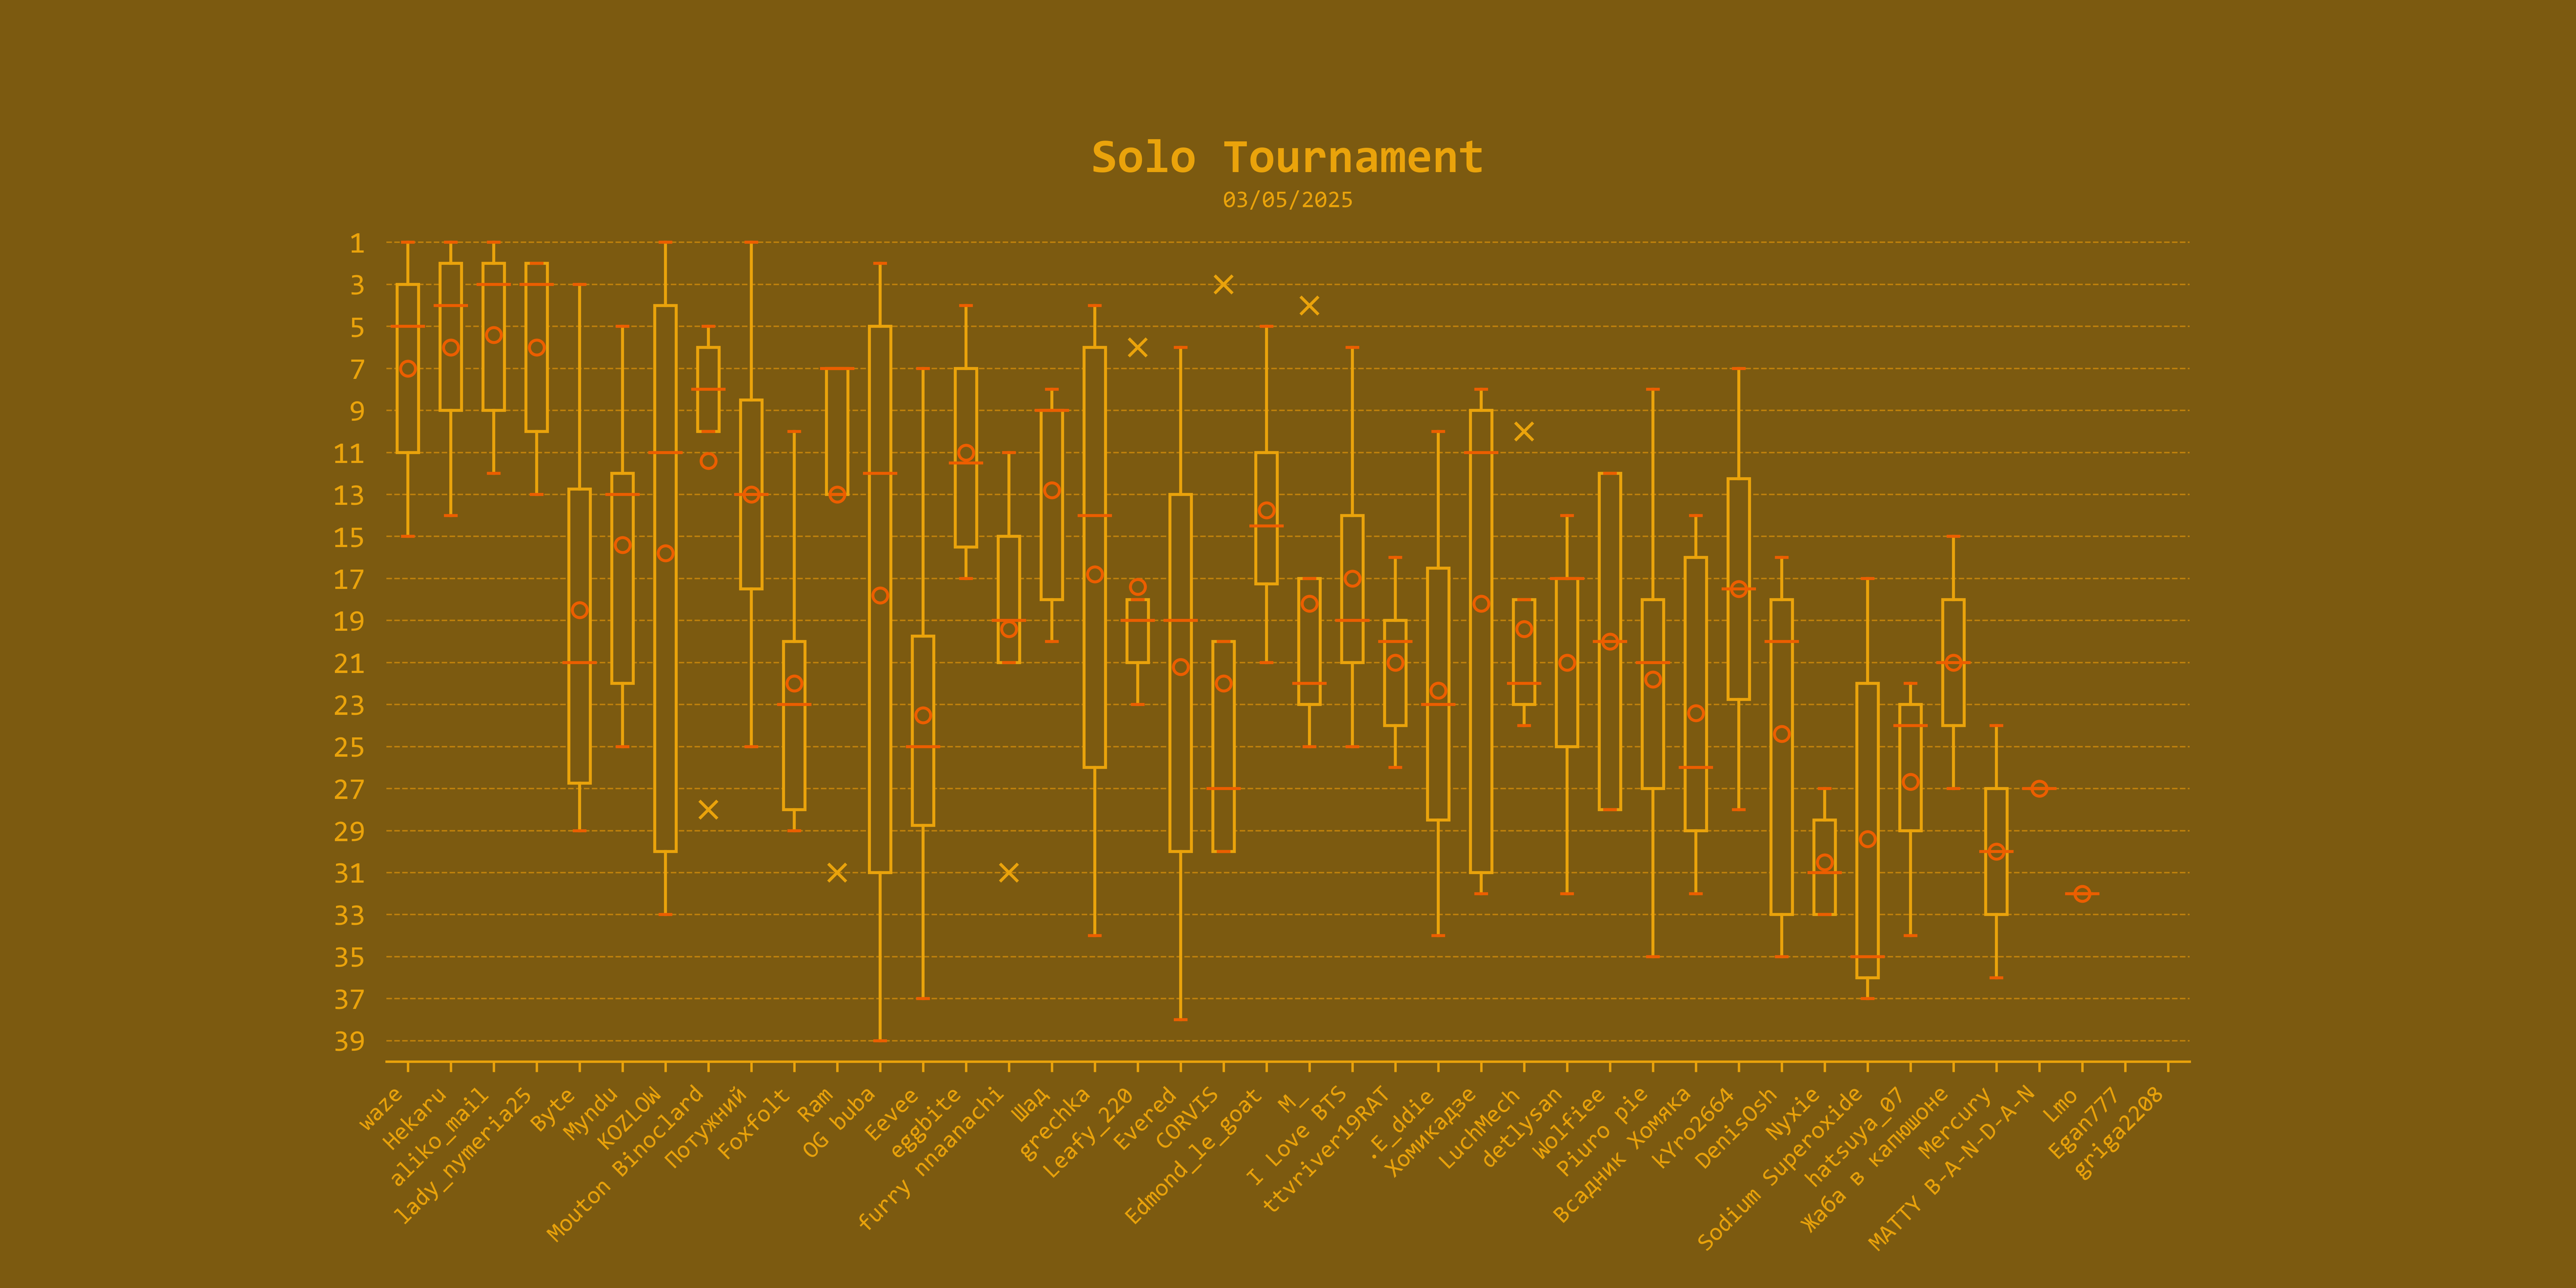 Solo Tournament
03/05/2025
1
3
5
7
9
11
13
15
17
19
21
23
25
27
29
31
33
35
37
39
waze
Hekaru
aliko_mail
lady_nymeria25
Byte
Myndu
KOZLOW
Mouton Binoclard
Потужний
Foxfolt
Ram
OG buba
Eevee
eggbite
furry nnanachi
Шад
grechka
Leafy_220
Evered
CORVIS
Edmond_le_goat
M_
I Love BTS
ttvriver19RAT
.E_ddie
Хомикадзе
LuchMech
detlysan
Wolfiee
Piuro pie
Всадник Хомяка
kYro2664
DenisOsh
Nyxie
Sodium Superoxide
hatsuya_07
Жаба в капюшоне
Mercury
MATTY B-A-N-D-A-N
Lmo
Egan777
griga2208